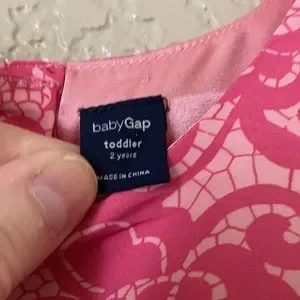 babyGap
toddler
2 years
MADE IN CHINA